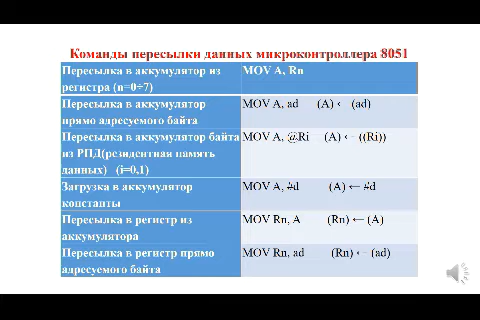 Команды пересылки данных микроконтроллера 8051
Пересылка в аккумулятор из MOV A, Rn
регистра (n=0÷7)
Пересылка в аккумулятор MOV A, ad (A) ← (ad)
прямо адресуемого байта
Пересылка в аккумулятор байта MOV A, @Ri (A) ← ((Ri))
из РПД(резидентная память
данных) (i=0,1)
Загрузка в аккумулятор MOV A, #d (A) ← #d
константы
Пересылка в регистр из MOV Rn, A (Rn) ← (A)
аккумулятора
Пересылка в регистр прямо MOV Rn, ad (Rn) ← (ad)
адресуемого байта